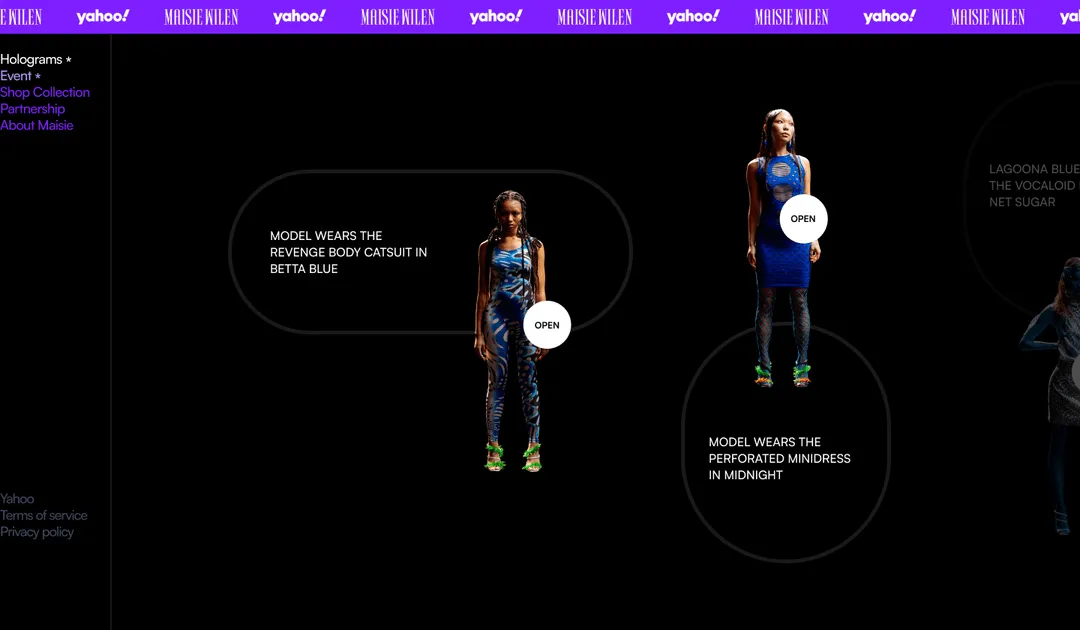 E WILEN yahoo! MAISIE WILEN yahoo! MAISIE WILEN yahoo! MAISIE WILEN yahoo! MAISIE WILEN yahoo! MAISIE WILEN ya
Holograms *
Event *
Shop Collection
Partnership
About Maisie
MODEL WEARS THE
REVENGE BODY CATSUIT IN
BETTA BLUE
OPEN
OPEN
MODEL WEARS THE
PERFORATED MINIDRESS
IN MIDNIGHT
LAGOONA BLUE
THE VOCALOID
NET SUGAR
Yahoo
Terms of service
Privacy policy